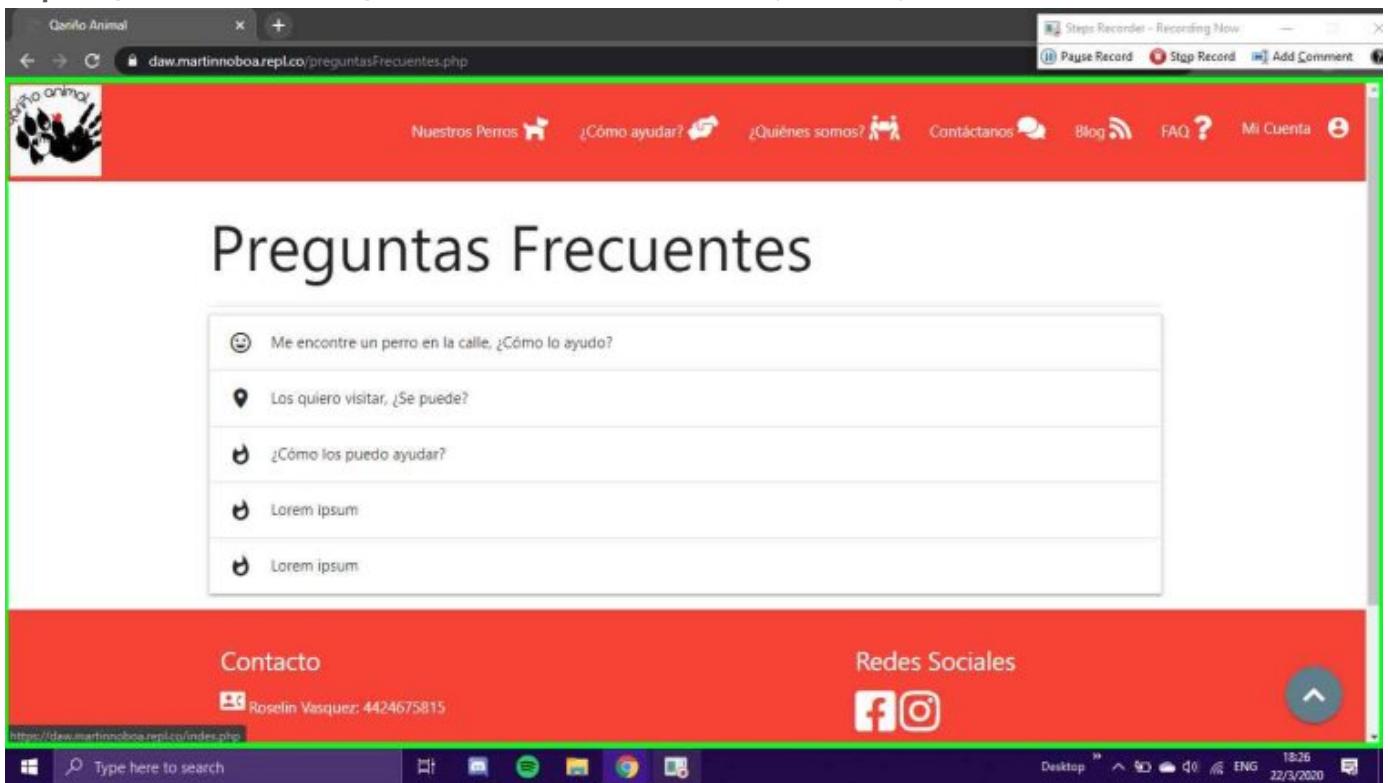 Qariño Animal
Steps Recorder - Recording Now
daw.martinnoboa.repl.co/preguntasFrecuentes.php
Pause Record Stop Record Add Comment
Nuestros Perros ¿Cómo ayudar? ¿Quiénes somos? Contáctanos Blog FAQ Mi Cuenta
Preguntas Frecuentes
Me encontre un perro en la calle, ¿Cómo lo ayudo?
Los quiero visitar, ¿Se puede?
¿Cómo los puedo ayudar?
Lorem ipsum
Lorem ipsum
Contacto Redes Sociales
Roselin Vasquez: 4424675815
https://daw.martinnoboa.repl.co/index.php
Type here to search
Desktop ENG 18:26
22/3/2020